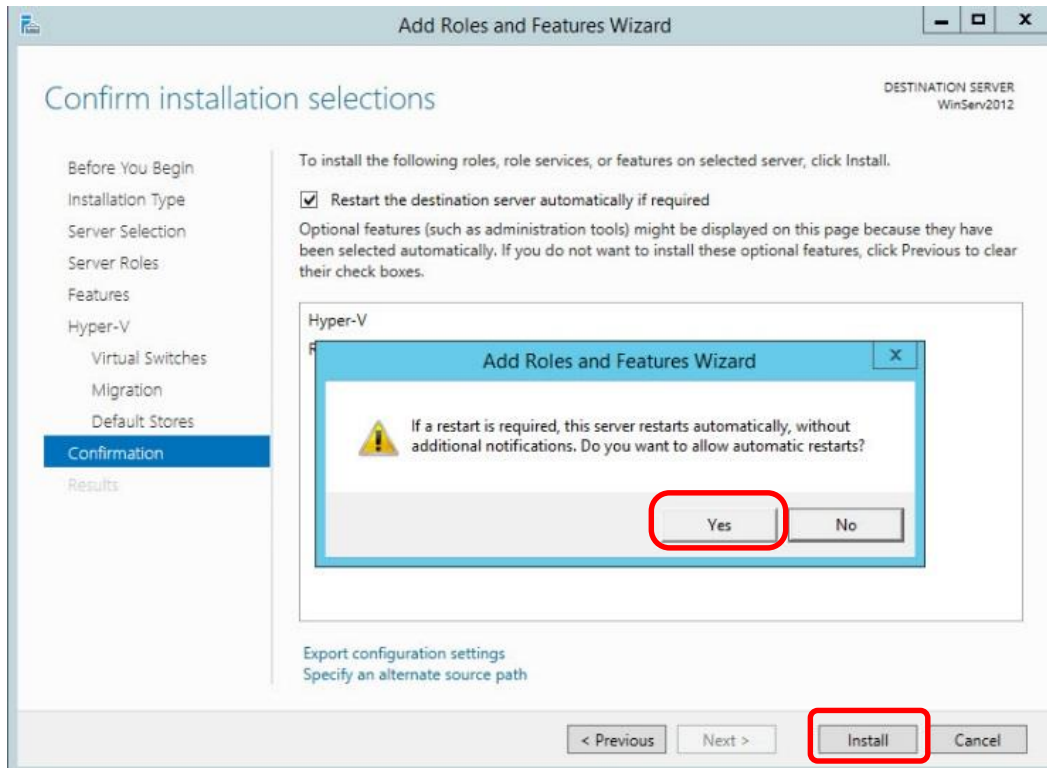 Add Roles and Features Wizard
Confirm installation selections
DESTINATION SERVER
WinServ2012
Before You Begin
Installation Type
Server Selection
Server Roles
Features
Hyper-V
Virtual Switches
Migration
Default Stores
Confirmation
Results
To install the following roles, role services, or features on selected server, click Install.
Restart the destination server automatically if required
Optional features (such as administration tools) might be displayed on this page because they have
been selected automatically. If you do not want to install these optional features, click Previous to clear
their check boxes.
Hyper-V
Add Roles and Features Wizard
If a restart is required, this server restarts automatically, without
additional notifications. Do you want to allow automatic restarts?
Yes
No
Export configuration settings
Specify an alternate source path
< Previous
Next >
Install
Cancel